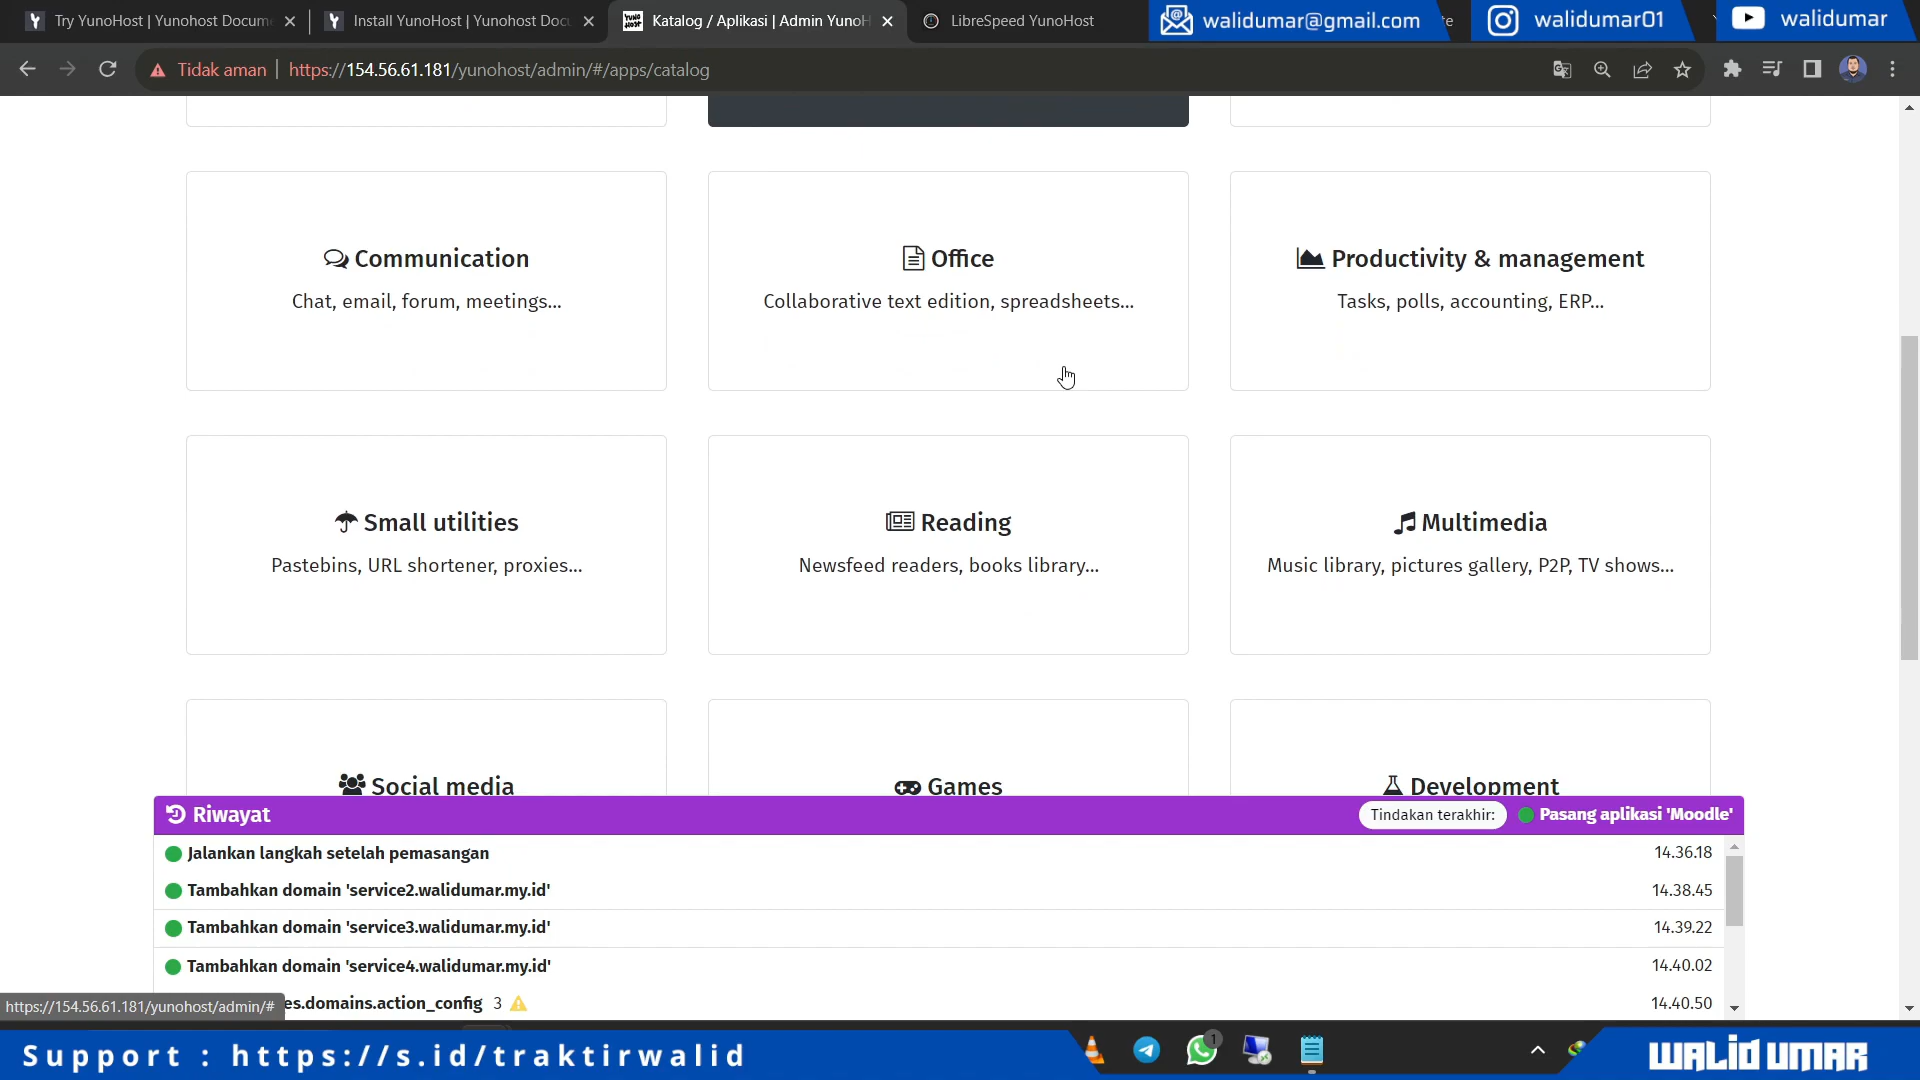 Try YunoHost | Yunohost Docum
Install YunoHost | Yunohost Doc
Katalog / Aplikasi | Admin YunoH
LibreSpeed YunoHost
walidumar@gmail.com
walidumar01
walidumar
Tidak aman
https://154.56.61.181/yunohost/admin/#/apps/catalog
Communication
Chat, email, forum, meetings...
Office
Collaborative text edition, spreadsheets...
Productivity & management
Tasks, polls, accounting, ERP...
Small utilities
Pastebins, URL shortener, proxies...
Reading
Newsfeed readers, books library...
Multimedia
Music library, pictures gallery, P2P, TV shows...
Social media
Games
Development
Riwayat
Tindakan terakhir:
Pasang aplikasi 'Moodle'
Jalankan langkah setelah pemasangan
14.36.18
Tambahkan domain 'service2.walidumar.my.id'
14.38.45
Tambahkan domain 'service3.walidumar.my.id'
14.39.22
Tambahkan domain 'service4.walidumar.my.id'
14.40.02
es.domains.action_config 3
14.40.50
https://154.56.61.181/yunohost/admin/#
Support : https://s.id/traktirwalid
1
WALID UMAR